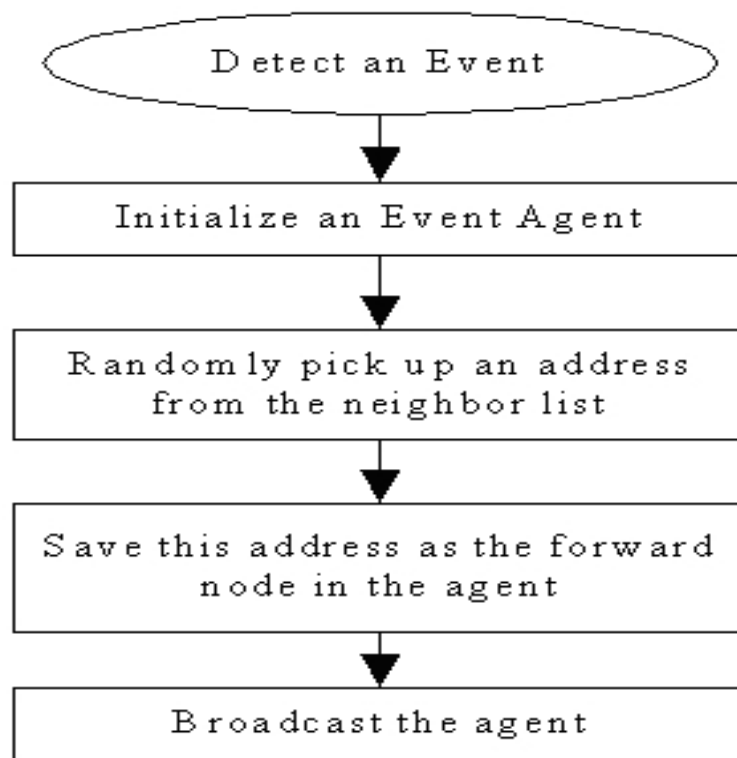 Detect an Event
Initialize an Event Agent
Randomly pick up an address
from the neighbor list
Save this address as the forward
node in the agent
Broadcast the agent